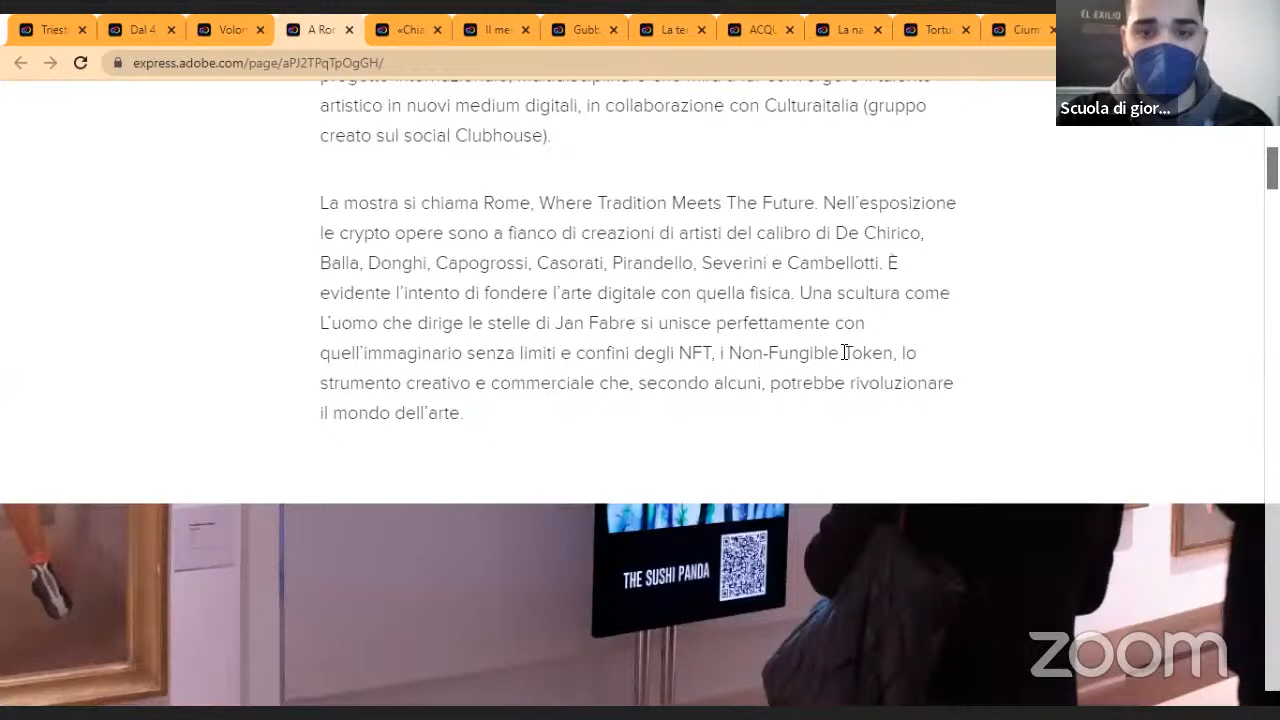 Triest
Dal 4
Volor
A Ror
«Chia
Il me
Gubb
La te
ACQU
La na
Tortu
Cium
express.adobe.com/page/aPJ2TPqTpOgGH/
EL EXILIO
Scuola di gior...
artistico in nuovi medium digitali, in collaborazione con Culturaitalia (gruppo
creato sul social Clubhouse).
La mostra si chiama Rome, Where Tradition Meets The Future. Nell'esposizione
le crypto opere sono a fianco di creazioni di artisti del calibro di De Chirico,
Balla, Donghi, Capogrossi, Casorati, Pirandello, Severini e Cambellotti. È
evidente l'intento di fondere l'arte digitale con quella fisica. Una scultura come
L'uomo che dirige le stelle di Jan Fabre si unisce perfettamente con
quell'immaginario senza limiti e confini degli NFT, i Non-Fungible Token, lo
strumento creativo e commerciale che, secondo alcuni, potrebbe rivoluzionare
il mondo dell'arte.
THE SUSHI PANDA
zoom